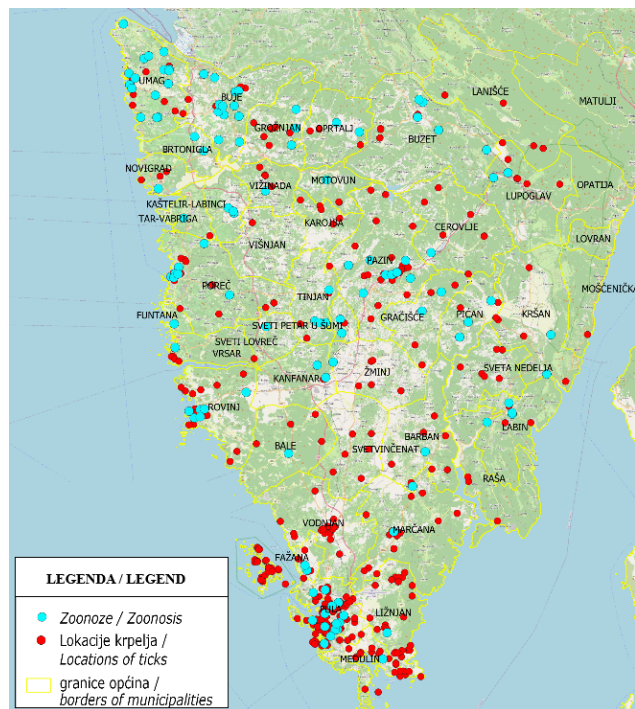 UMAG
BUJE
LANIŠĆE
MATULJI
GROŽNJAN
OPRTALJ
BUZET
BRTONIGLA
NOVIGRAD
VIŽINADA
MOTOVUN
LUPOGLAV
OPATIJA
KAŠTELIR-LABINCI
TAR-VABRIGA
KAROJBA
CEROVLJE
VIŠNJAN
LOVRAN
PAZIN
MOŠĆENIČKA
POREČ
TINJAN
FUNTANA
GRAČIŠĆE
PIĆAN
KRŠAN
SVETI PETAR U ŠUMI
SVETI LOVREČ
VRSAR
KANFANAR
ŽMINJ
SVETA NEDELJA
ROVINJ
LABIN
BARBAN
BALE
SVETVINČENAT
RAŠA
VODNJAN
MARČANA
FAŽANA
PULA
LIŽNJAN
MEDULIN
LEGENDA / LEGEND
Zoonoze / Zoonosis
Lokacije krpelja /
Locations of ticks
granice općina /
borders of municipalities